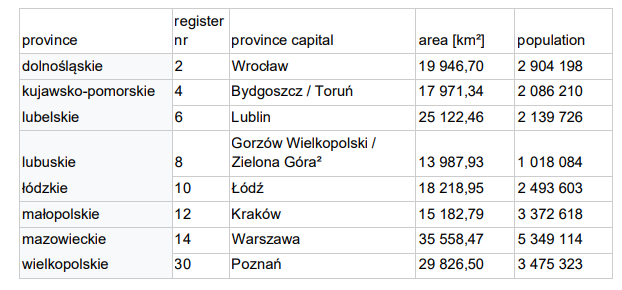 province register nr province capital area [km²] population
dolnośląskie 2 Wrocław 19 946,70 2 904 198
kujawsko-pomorskie 4 Bydgoszcz / Toruń 17 971,34 2 086 210
lubelskie 6 Lublin 25 122,46 2 139 726
lubuskie 8 Gorzów Wielkopolski / Zielona Góra² 13 987,93 1 018 084
łódzkie 10 Łódź 18 218,95 2 493 603
małopolskie 12 Kraków 15 182,79 3 372 618
mazowieckie 14 Warszawa 35 558,47 5 349 114
wielkopolskie 30 Poznań 29 826,50 3 475 323